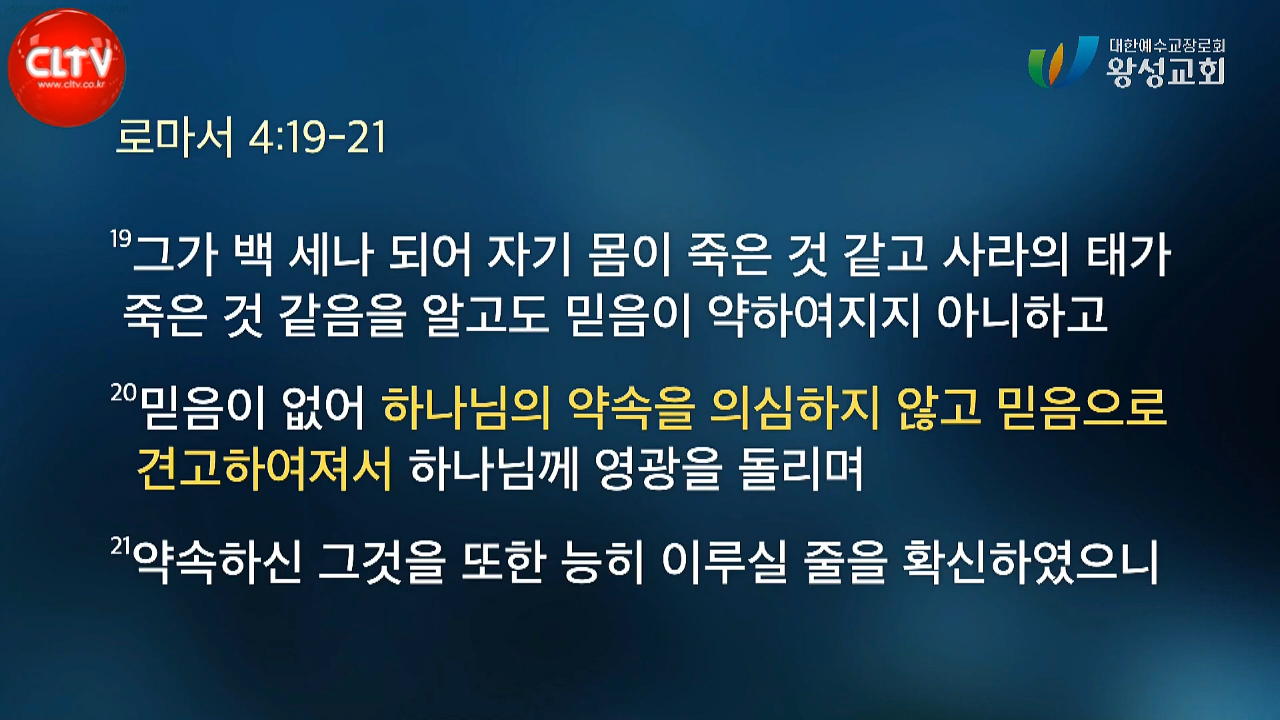 CLTV
www.cltv.co.kr
대한예수교장로회
왕성교회
로마서 4:19-21
19그가 백 세나 되어 자기 몸이 죽은 것 같고 사라의 태가
죽은 것 같음을 알고도 믿음이 약하여지지 아니하고
20믿음이 없어 하나님의 약속을 의심하지 않고 믿음으로
견고하여져서 하나님께 영광을 돌리며
21약속하신 그것을 또한 능히 이루실 줄을 확신하였으니